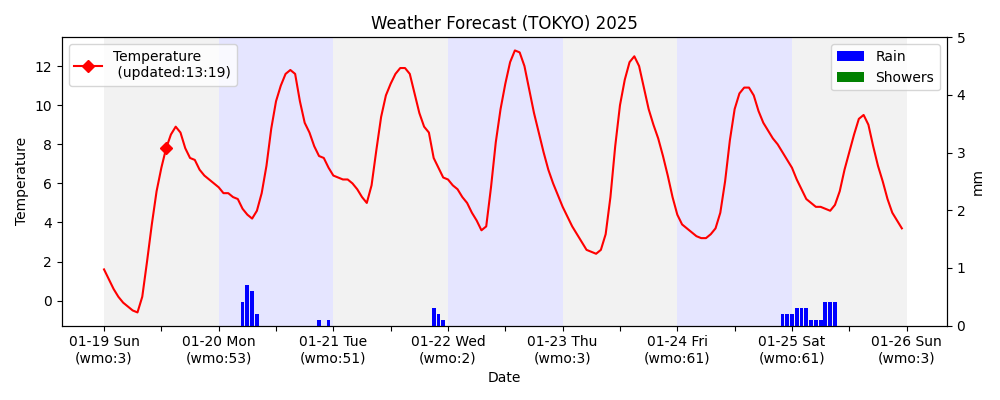 Weather Forecast (TOKYO) 2025
Temperature
(updated:13:19)
Rain
Showers
Temperature
12
10
8
6
4
2
0
5
4
3
2
1
0
mm
01-19 Sun
(wmo:3)
01-20 Mon
(wmo:53)
01-21 Tue
(wmo:51)
01-22 Wed
(wmo:2)
01-23 Thu
(wmo:3)
01-24 Fri
(wmo:61)
01-25 Sat
(wmo:61)
01-26 Sun
(wmo:3)
Date